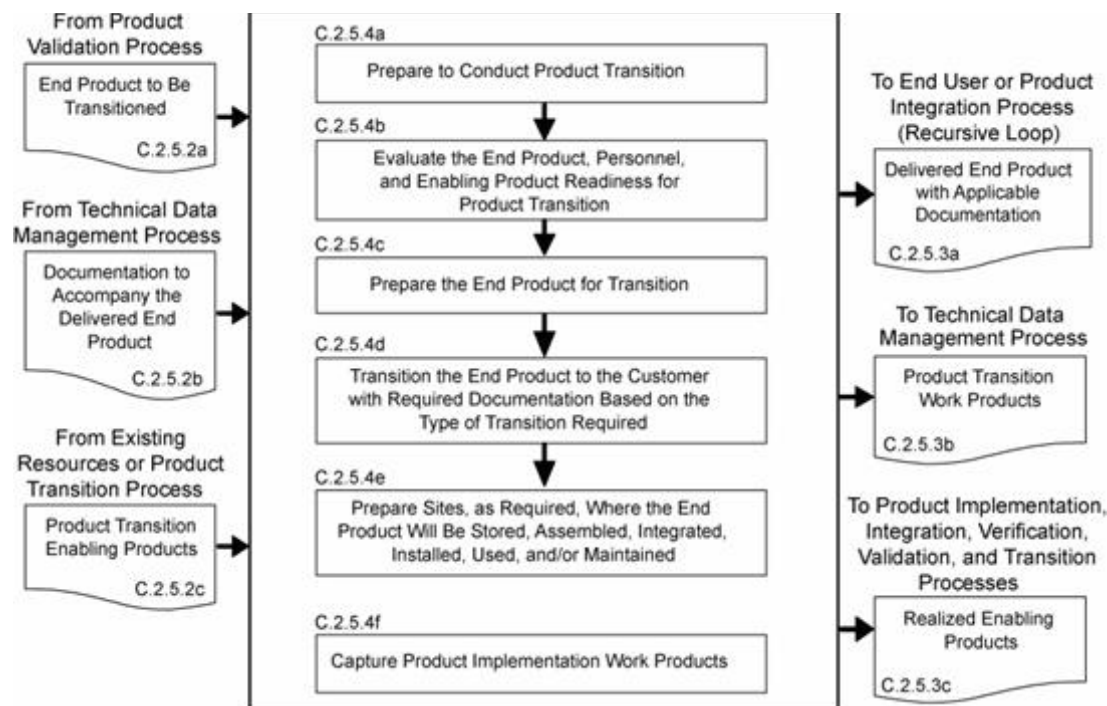 From Product
Validation Process
End Product to Be
Transitioned
C.2.5.2a
From Technical Data
Management Process
Documentation to
Accompany the
Delivered End
Product
C.2.5.2b
From Existing
Resources or Product
Transition Process
Product Transition
Enabling Products
C.2.5.2c
C.2.5.4a
Prepare to Conduct Product Transition
C.2.5.4b
Evaluate the End Product, Personnel,
and Enabling Product Readiness for
Product Transition
C.2.5.4c
Prepare the End Product for Transition
C.2.5.4d
Transition the End Product to the Customer
with Required Documentation Based on the
Type of Transition Required
C.2.5.4e
Prepare Sites, as Required, Where the End
Product Will Be Stored, Assembled, Integrated,
Installed, Used, and/or Maintained
C.2.5.4f
Capture Product Implementation Work Products
To End User or Product
Integration Process
(Recursive Loop)
Delivered End Product
with Applicable
Documentation
C.2.5.3a
To Technical Data
Management Process
Product Transition
Work Products
C.2.5.3b
To Product Implementation,
Integration, Verification,
Validation, and Transition
Processes
Realized Enabling
Products
C.2.5.3c